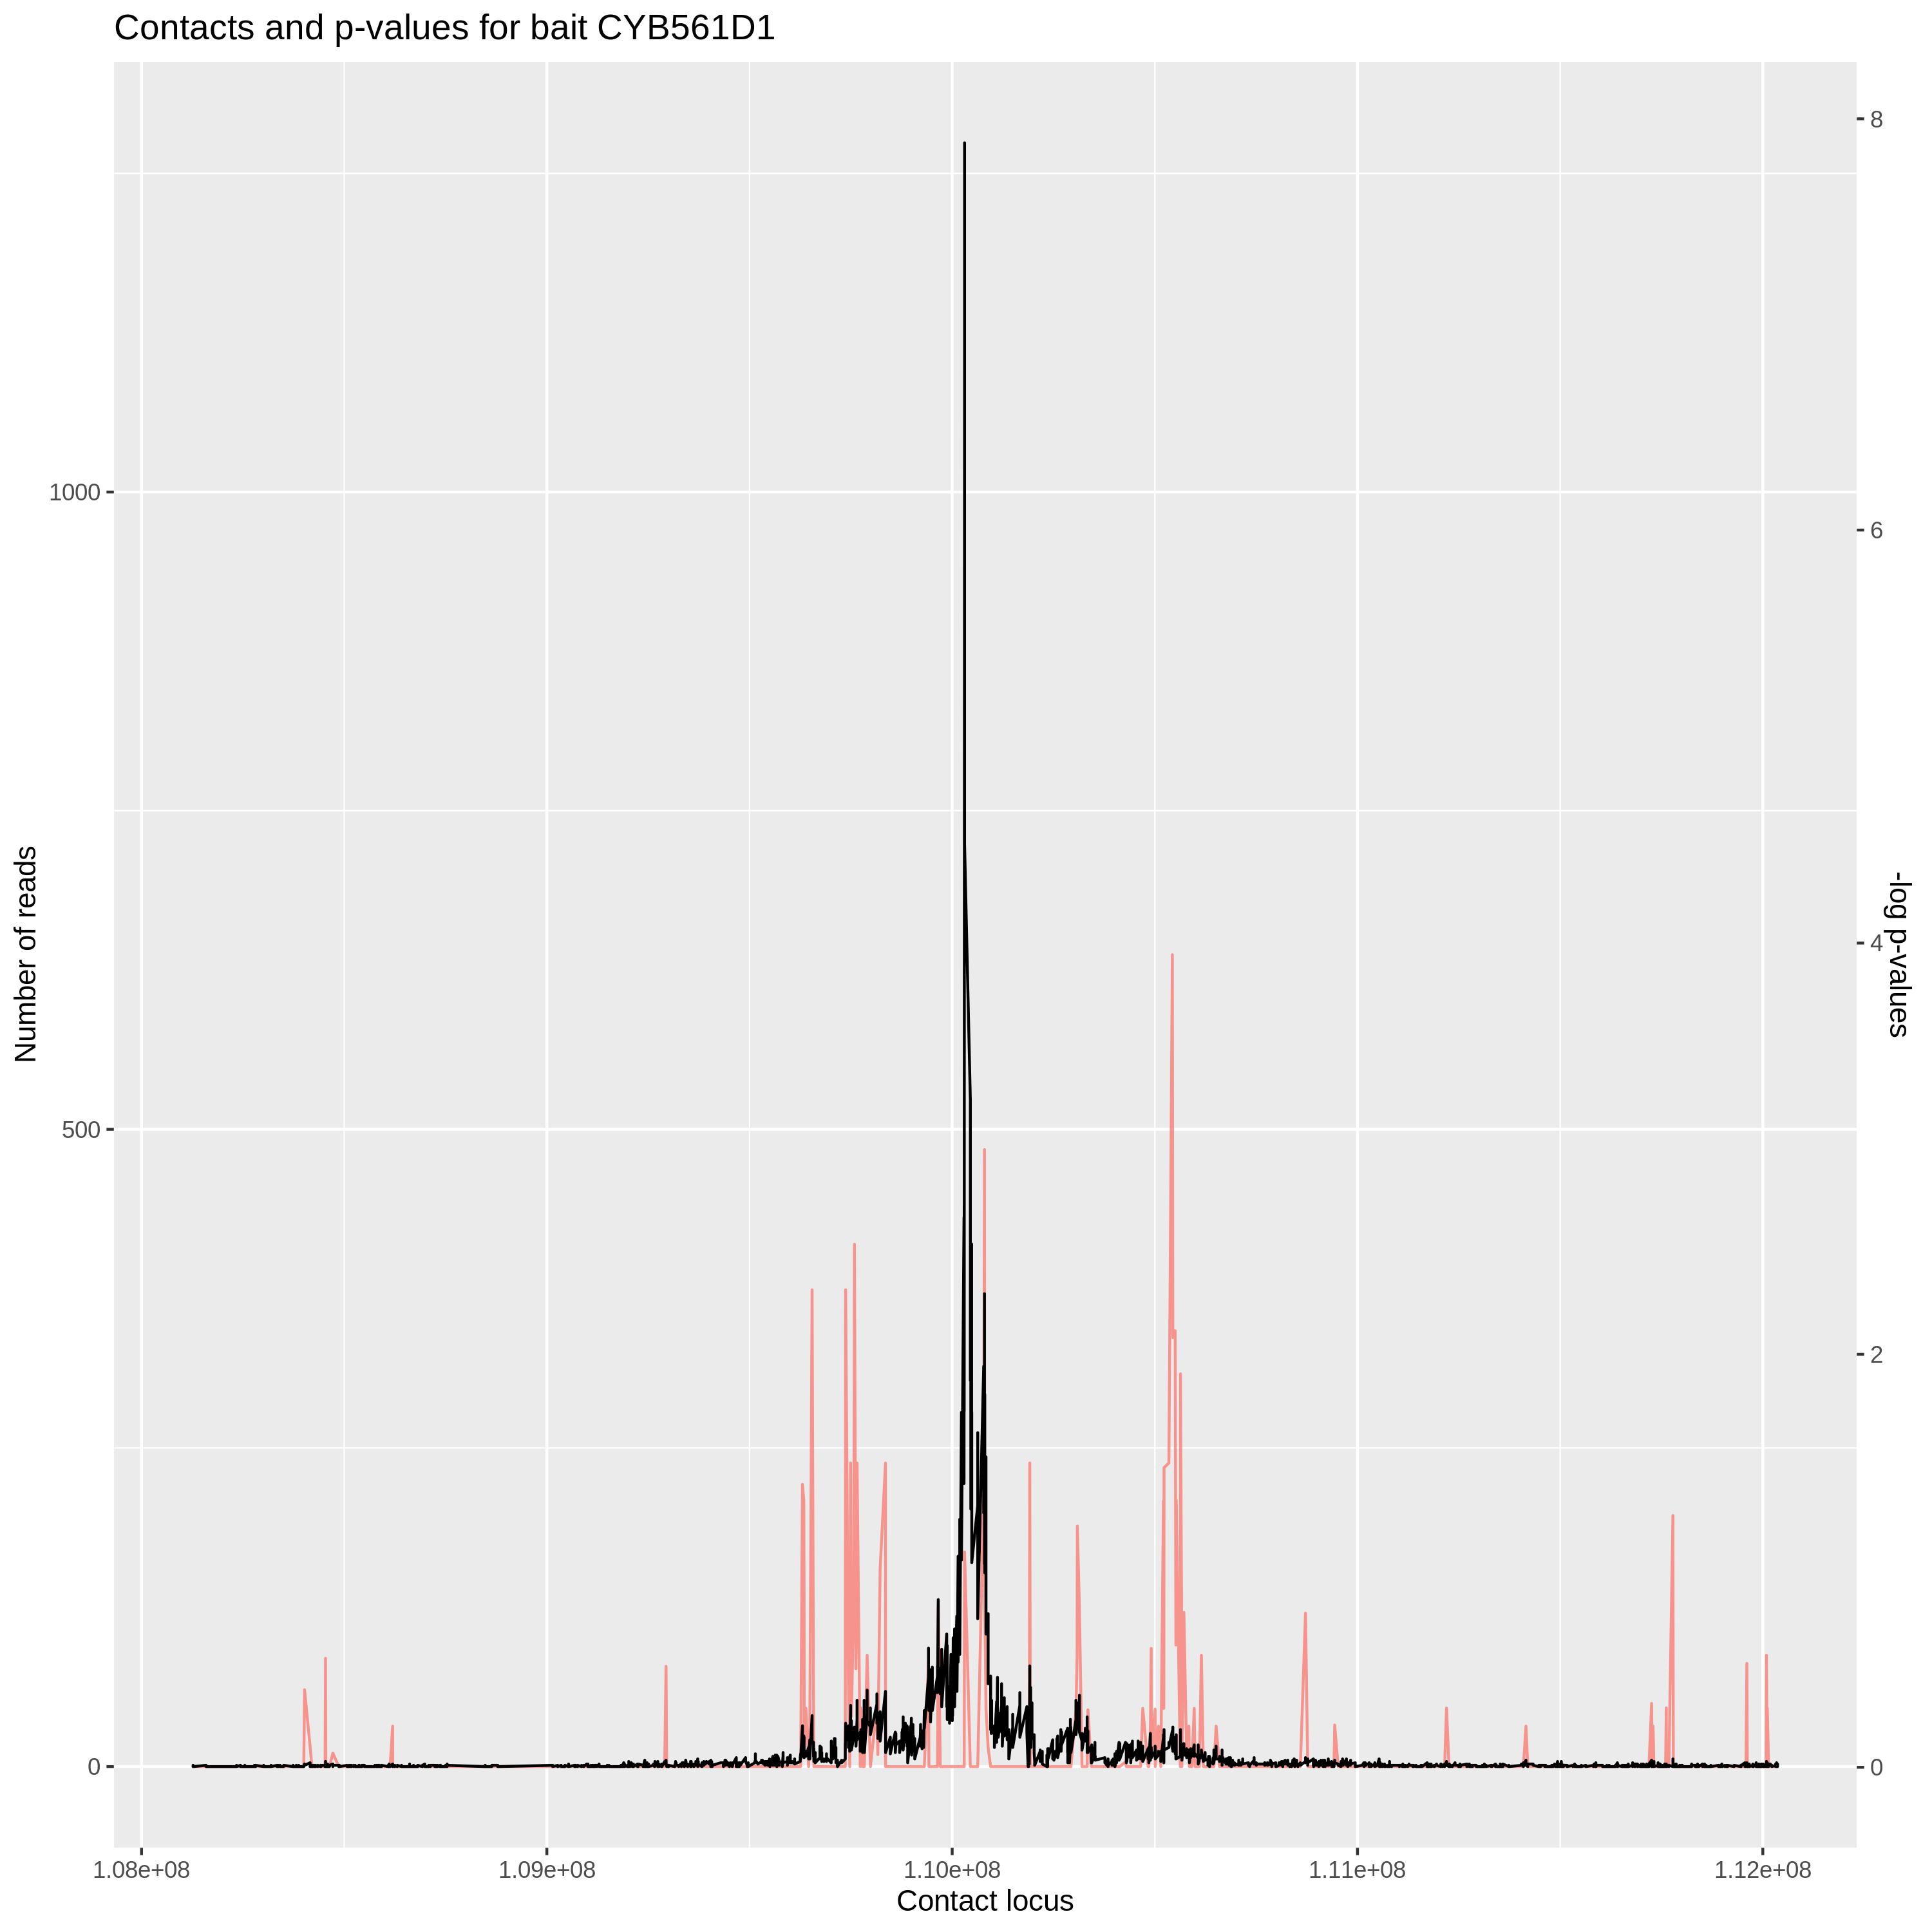 Contacts and p-values for bait CYB561D1
Number of reads
1000
500
0
8
6
4
2
0
-log p-values
1.08e+08 1.09e+08 1.10e+08 1.11e+08 1.12e+08
Contact locus